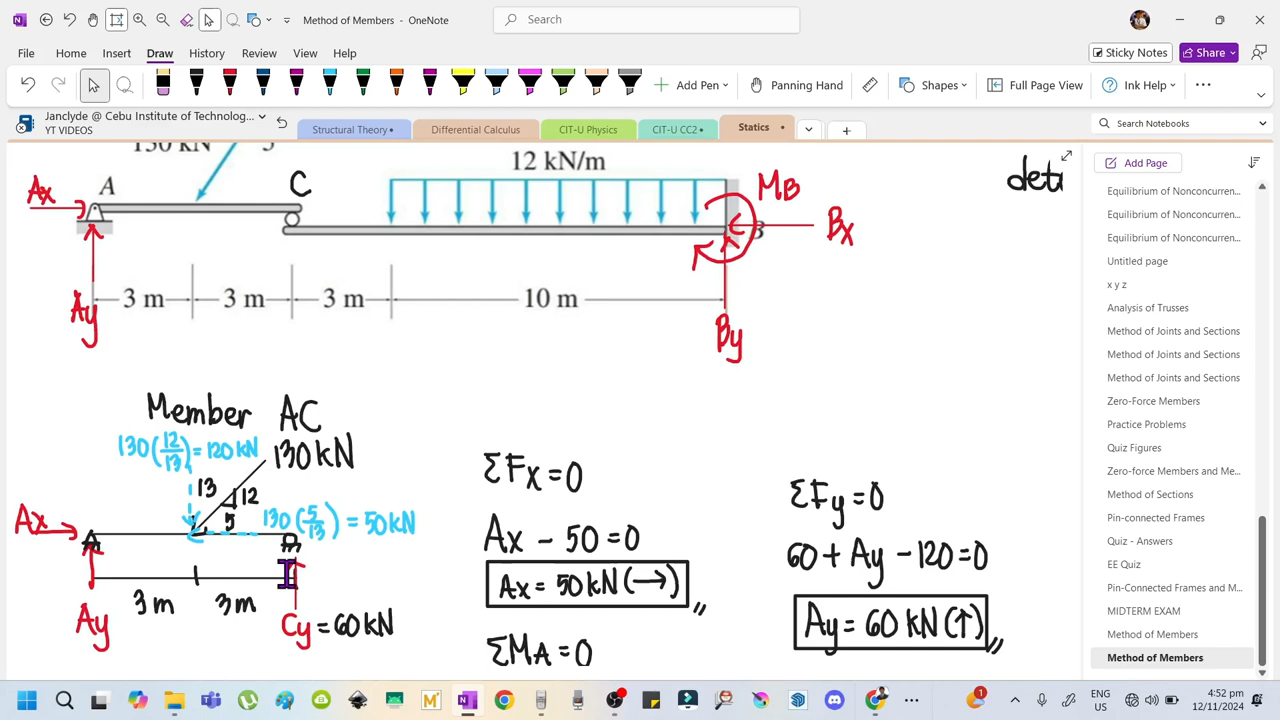 Method of Members - OneNote
Search
File Home Insert Draw History Review View Help
Sticky Notes Share
Add Pen Panning Hand Shapes Full Page View Ink Help
Janclyde @ Cebu Institute of Technolog...
YT VIDEOS
Structural Theory
Differential Calculus
CIT-U Physics
CIT-U CC2
Statics
Search Notebooks
130 kN
12 kN/m
Ax
A
C
MB
B
Bx
3 m 3 m 3 m 10 m
Ay
By
Member AC
130(12/13) = 120 kN
130 kN
13 12
5
130(5/13) = 50 kN
Ax
3 m 3 m
Ay
Cy = 60 kN
ΣFx = 0
Ax - 50 = 0
Ax = 50 kN (→)
ΣMA = 0
ΣFy = 0
60 + Ay - 120 = 0
Ay = 60 kN (↑)
Add Page
Equilibrium of Nonconcurren...
Equilibrium of Nonconcurren...
Equilibrium of Nonconcurren...
Untitled page
x y z
Analysis of Trusses
Method of Joints and Sections
Method of Joints and Sections
Method of Joints and Sections
Zero-Force Members
Practice Problems
Quiz Figures
Zero-force Members and Me...
Method of Sections
Pin-connected Frames
Quiz - Answers
EE Quiz
Pin-Connected Frames and M...
MIDTERM EXAM
Method of Members
Method of Members
1
ENG
US
4:52 pm
12/11/2024